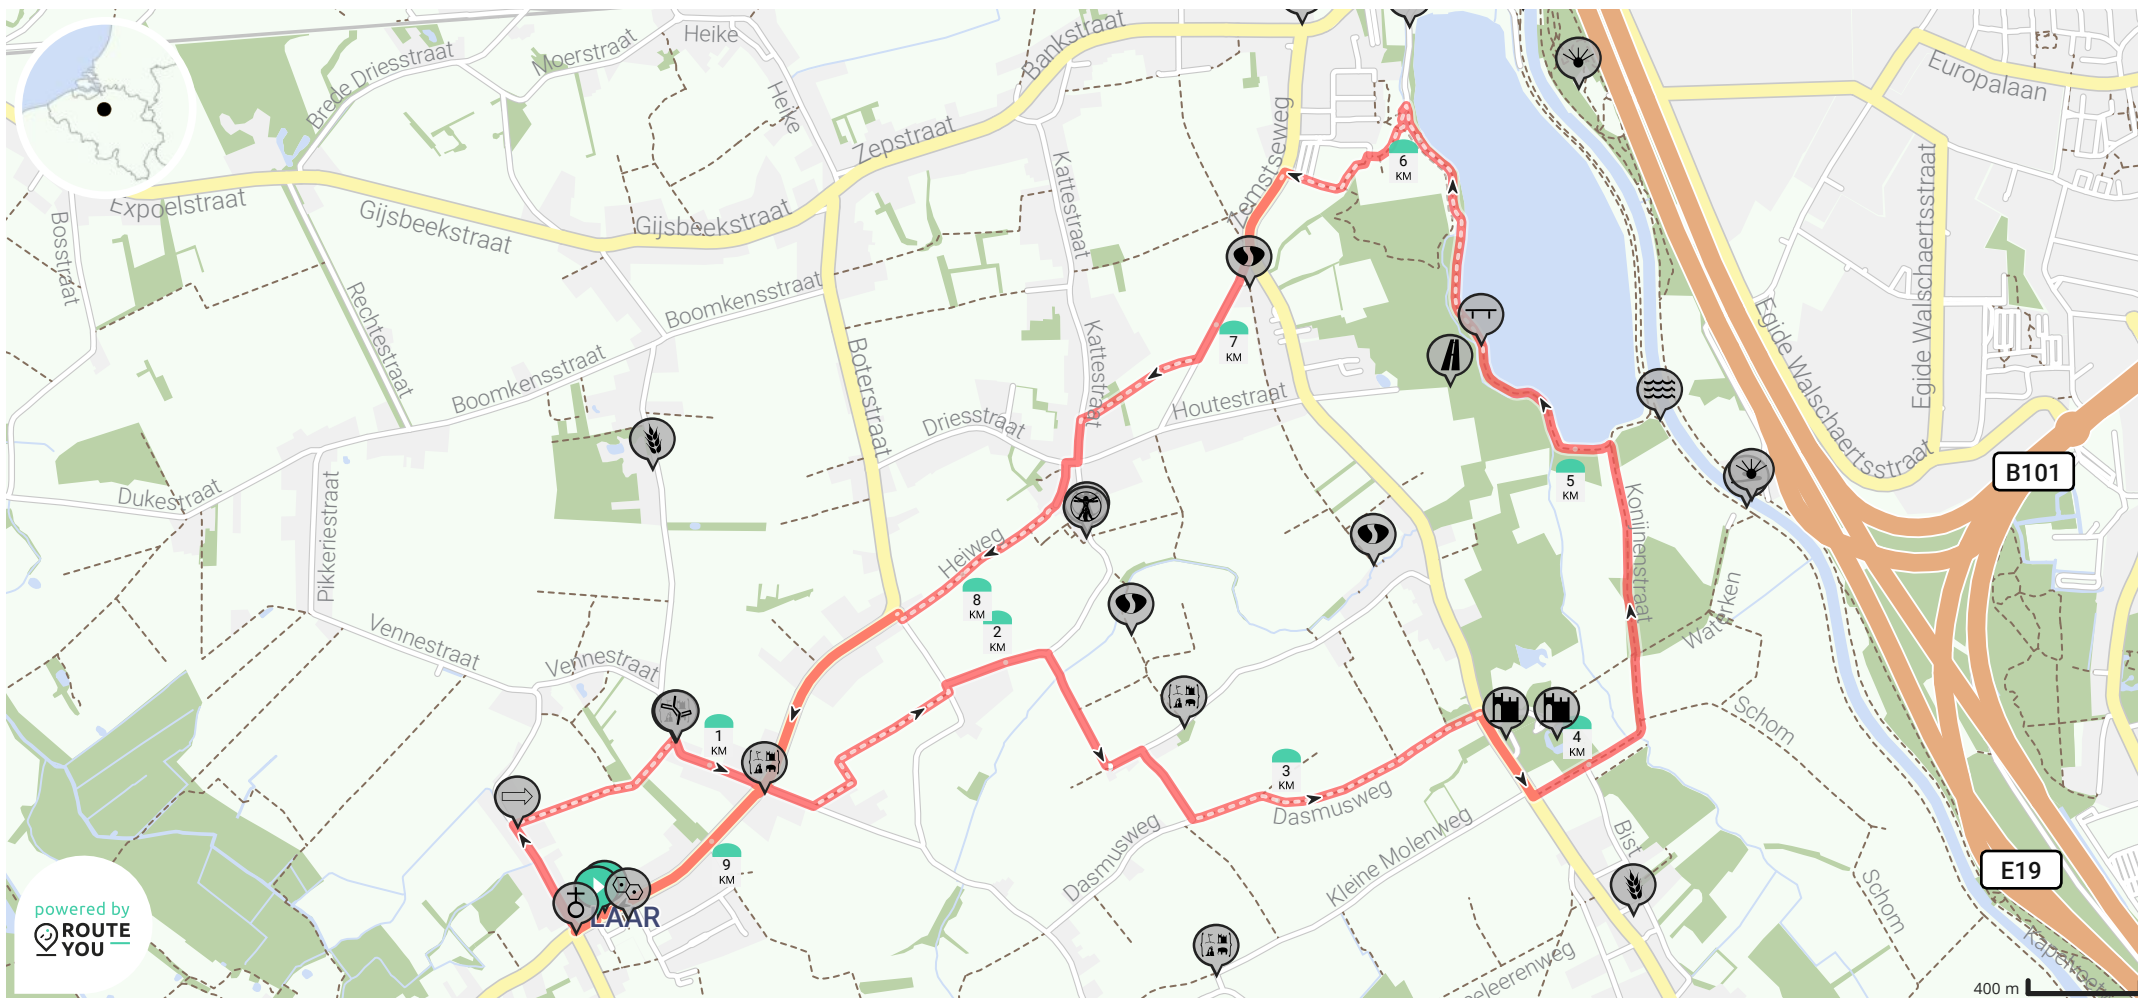 Heike
Moerstraat
Brede Driesstraat
Heike
Bankstraat
Zepstraat
Europalaan
Expoelstraat
Gijsbeekstraat
Gijsbeekstraat
Bosstraat
Kattestraat
Temstseweg
6
KM
Egide Walschaertsstraat
Egide Walschaertsstraat
Rechtestraat
Boomkensstraat
Boomkensstraat
Boterstraat
Kattestraat
7
KM
Houtestraat
Driesstraat
Dukestraat
Pikkeriestraat
5
KM
B101
Konijnenstraat
Heiweg
8
KM
2
KM
Waterken
Vennestraat
Vennestraat
1
KM
3
KM
4
KM
Schom
Dasmusweg
Dasmusweg
Kleine Molenweg
Bist
Schom
9
KM
E19
LAAR
powered by
ROUTE
YOU
400 m